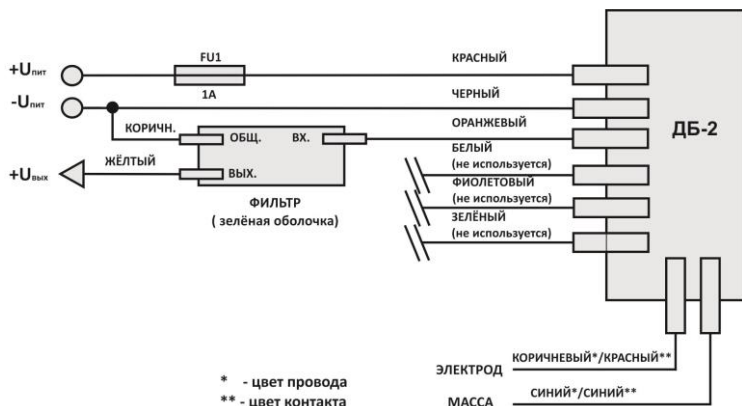 FU1
КРАСНЫЙ
+Uпит
1А
ЧЕРНЫЙ
-Uпит
КОРИЧН.
ОБЩ.
ВХ.
ОРАНЖЕВЫЙ
ДБ-2
БЕЛЫЙ
(не используется)
ЖЁЛТЫЙ
+Uвых
ВЫХ.
ФИОЛЕТОВЫЙ
(не используется)
ФИЛЬТР
( зелёная оболочка)
ЗЕЛЁНЫЙ
(не используется)
КОРИЧНЕВЫЙ*/КРАСНЫЙ**
ЭЛЕКТРОД
* - цвет провода
СИНИЙ*/СИНИЙ**
** - цвет контакта
МАССА